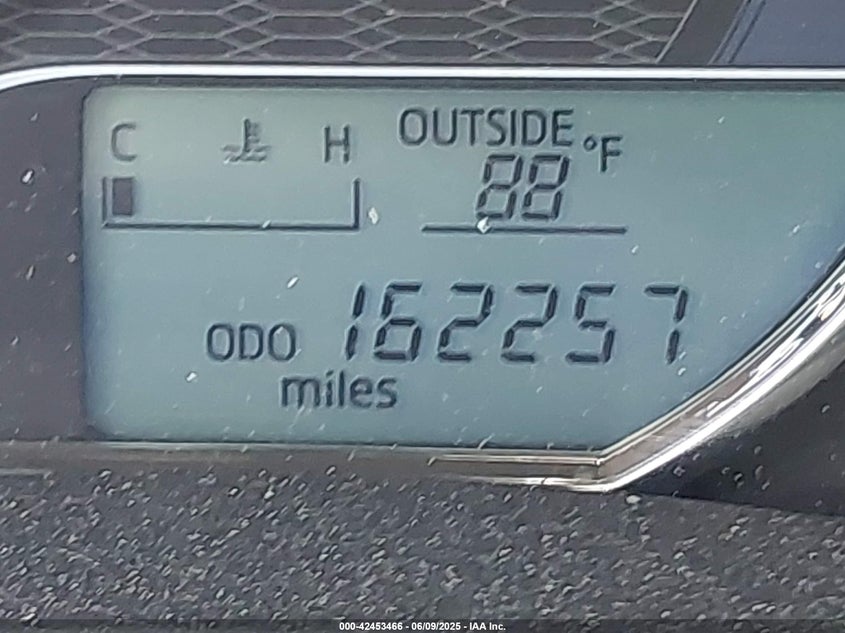 C H OUTSIDE °F
88
ODO 162257
miles
000-42453466 - 06/09/2025 - IAA Inc.